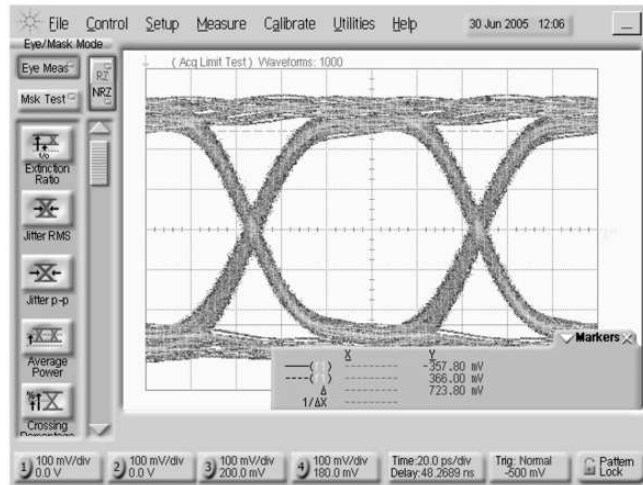 File Control Setup Measure Calibrate Utilities Help 30 Jun 2005 12:06
Eye/Mask Mode
Eye Meas
RZ
NRZ
Msk Test
( Acq Limit Test ) Waveforms: 1000
Extinction
Ratio
Jitter RMS
Jitter p-p
Average
Power
Crossing
Markers
X Y
——(1) ---------- -357.80 mV
----(1) ---------- 366.00 mV
Δ ---------- 723.80 mV
1/ΔX ----------
1 100 mV/div
0.0 V
2 100 mV/div
0.0 V
3 100 mV/div
200.0 mV
4 100 mV/div
180.0 mV
Time:20.0 ps/div
Delay:48.2689 ns
Trig: Normal
-500 mV
Pattern
Lock